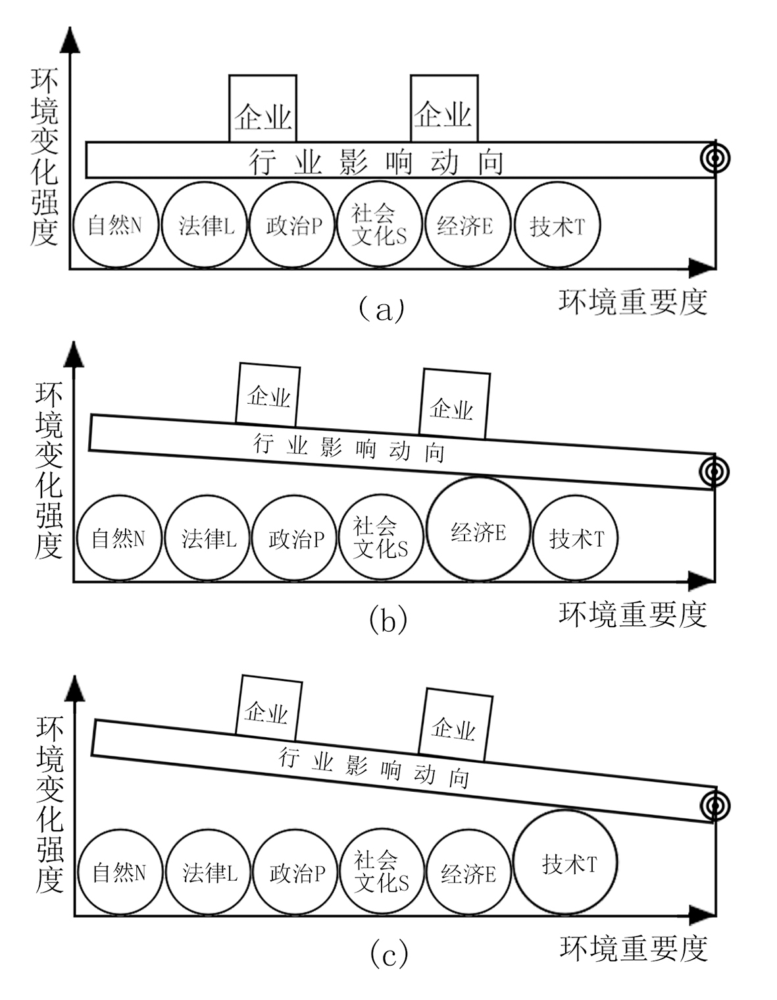 环境变化强度
企业
企业
行业影响动向
自然N
法律L
政治P
社会
文化S
经济E
技术T
环境重要度
(a)
环境变化强度
企业
企业
行业影响动向
自然N
法律L
政治P
社会
文化S
经济E
技术T
环境重要度
(b)
环境变化强度
企业
企业
行业影响动向
自然N
法律L
政治P
社会
文化S
经济E
技术T
环境重要度
(c)